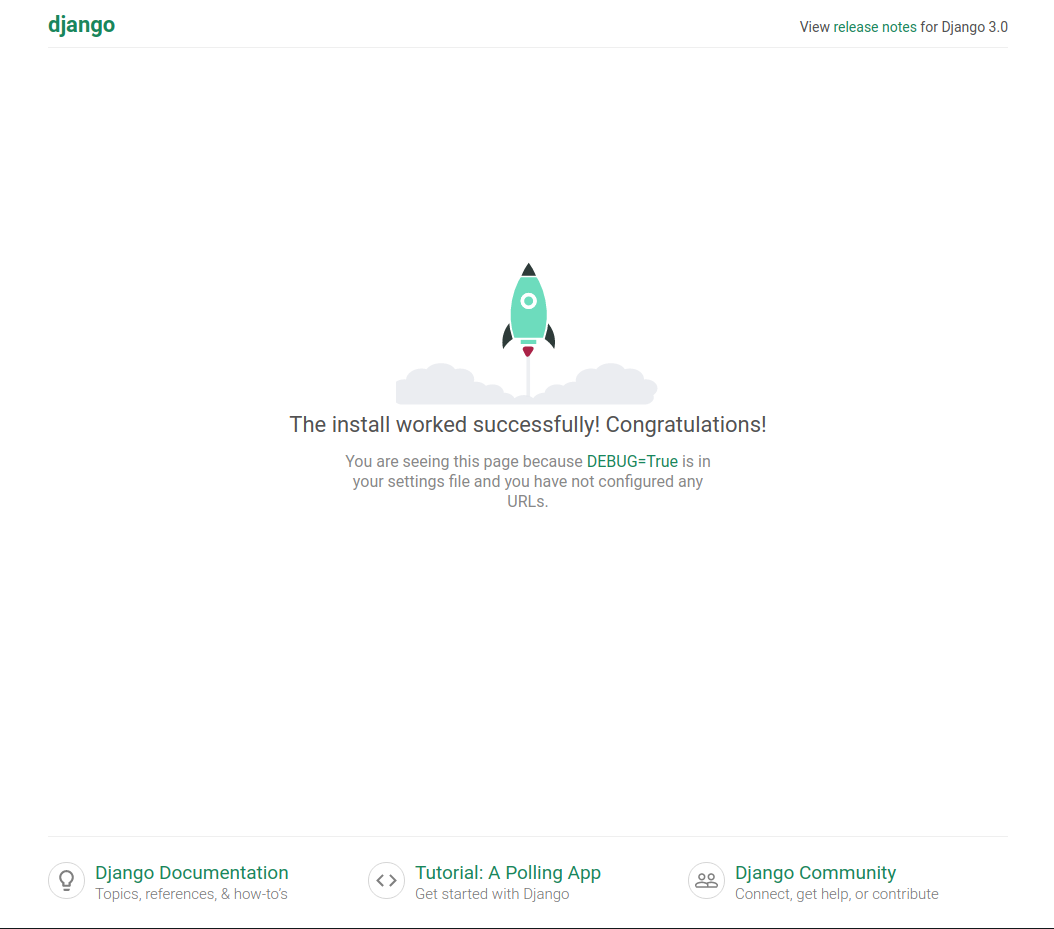 django
View release notes for Django 3.0
The install worked successfully! Congratulations!
You are seeing this page because DEBUG=True is in
your settings file and you have not configured any
URLs.
Django Documentation
Topics, references, & how-to's
Tutorial: A Polling App
Get started with Django
Django Community
Connect, get help, or contribute